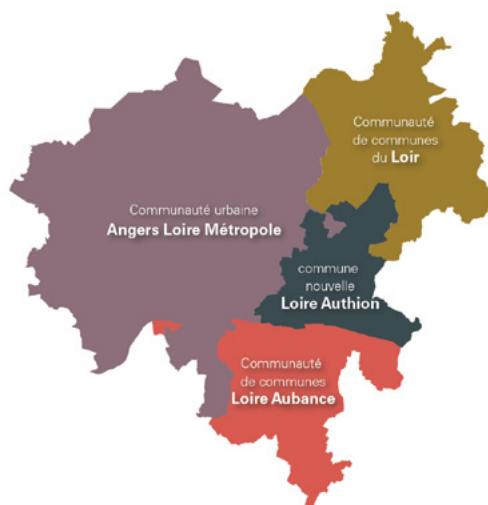 Communauté
de communes
du Loir
Communauté urbaine
Angers Loire Métropole
commune
nouvelle
Loire Authion
Communauté
de communes
Loire Aubance